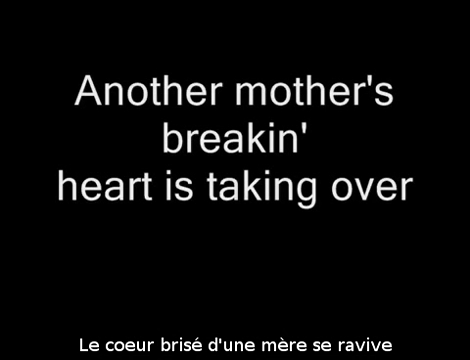 Another mother's
breakin'
heart is taking over
Le coeur brisé d'une mère se ravive